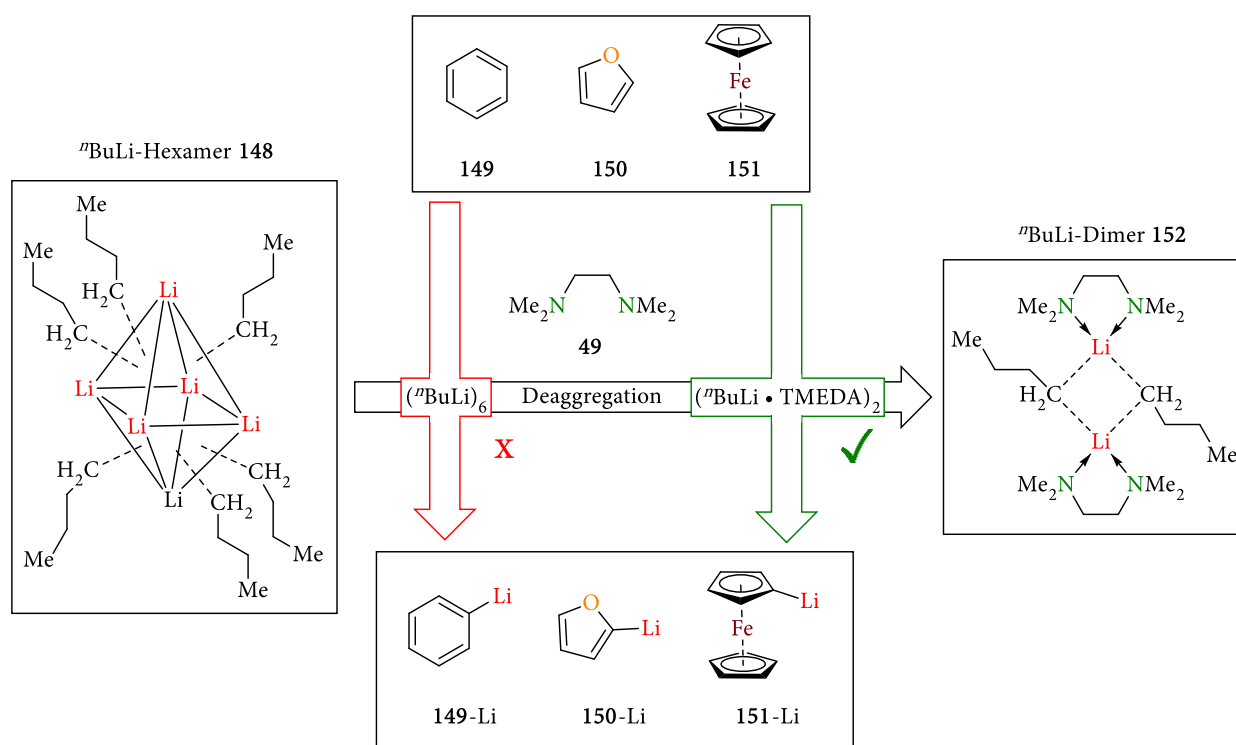 O
Fe
149 150 151
ⁿBuLi-Hexamer 148
Me
Me
Me
H₂C
Li
H₂C
CH₂
Li
Li
Li
Li
H₂C
CH₂
CH₂
Li
Me
Me
Me
Me₂N NMe₂
49
(ⁿBuLi)₆ Deaggregation (ⁿBuLi • TMEDA)₂
x ✓
ⁿBuLi-Dimer 152
Me₂N NMe₂
Li
Me
H₂C
CH₂
Li
Me
Me₂N NMe₂
Li
O
Li
Li
Fe
149-Li 150-Li 151-Li